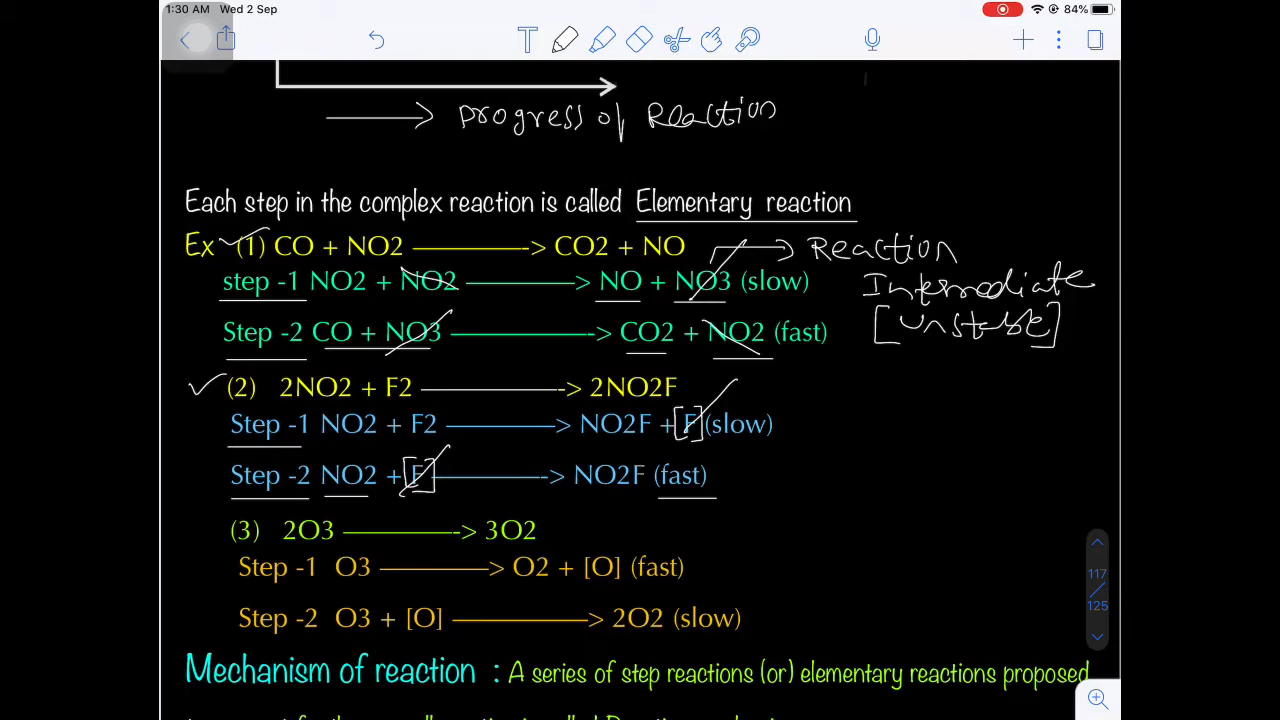 1:30 AM Wed 2 Sep
84%
T
progress of Reaction
Each step in the complex reaction is called Elementary reaction
Ex (1) CO + NO2 ————> CO2 + NO
Reaction
step -1 NO2 + NO2 ————> NO + NO3 (slow)
Intermediate
Step -2 CO + NO3 ————> CO2 + NO2 (fast)
[unstable]
(2) 2NO2 + F2 ————> 2NO2F
Step -1 NO2 + F2 ————> NO2F + [F] (slow)
Step -2 NO2 + [F] ————> NO2F (fast)
(3) 2O3 ————> 3O2
Step -1 O3 ————> O2 + [O] (fast)
Step -2 O3 + [O] ————> 2O2 (slow)
117
/
125
Mechanism of reaction : A series of step reactions (or) elementary reactions proposed